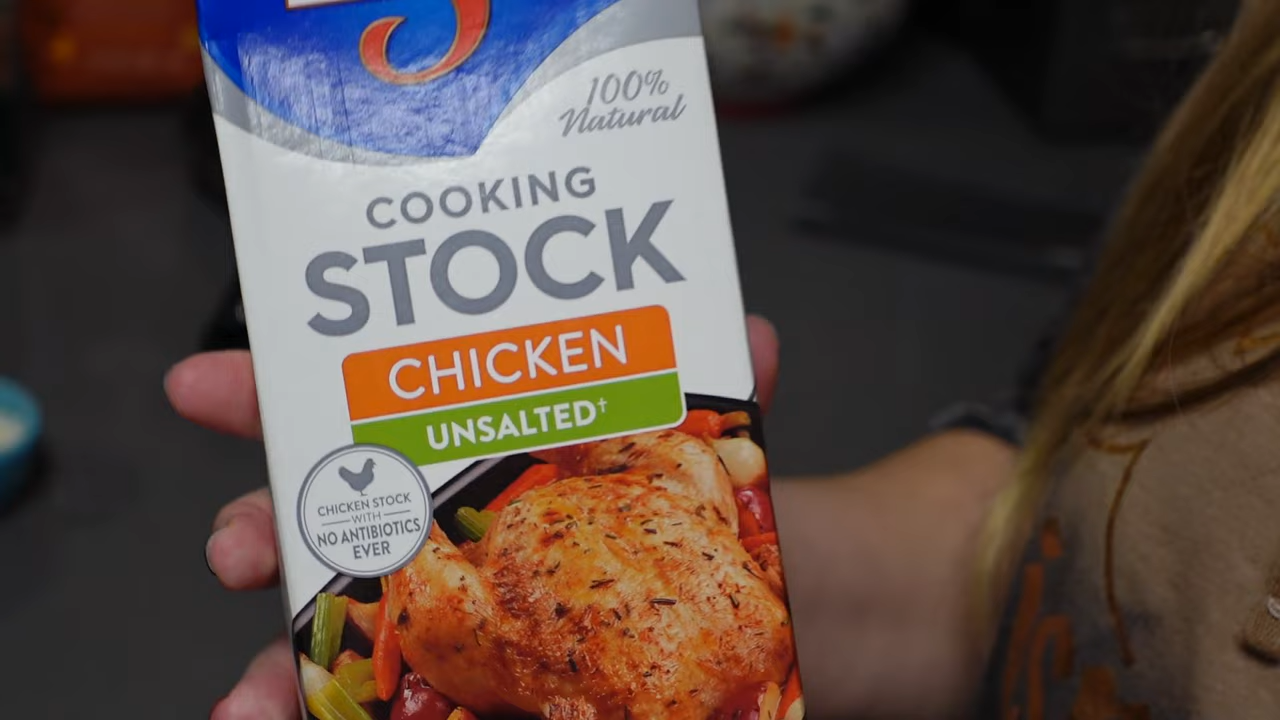 100%
Natural
COOKING
STOCK
CHICKEN
UNSALTED†
CHICKEN STOCK
WITH
NO ANTIBIOTICS
EVER